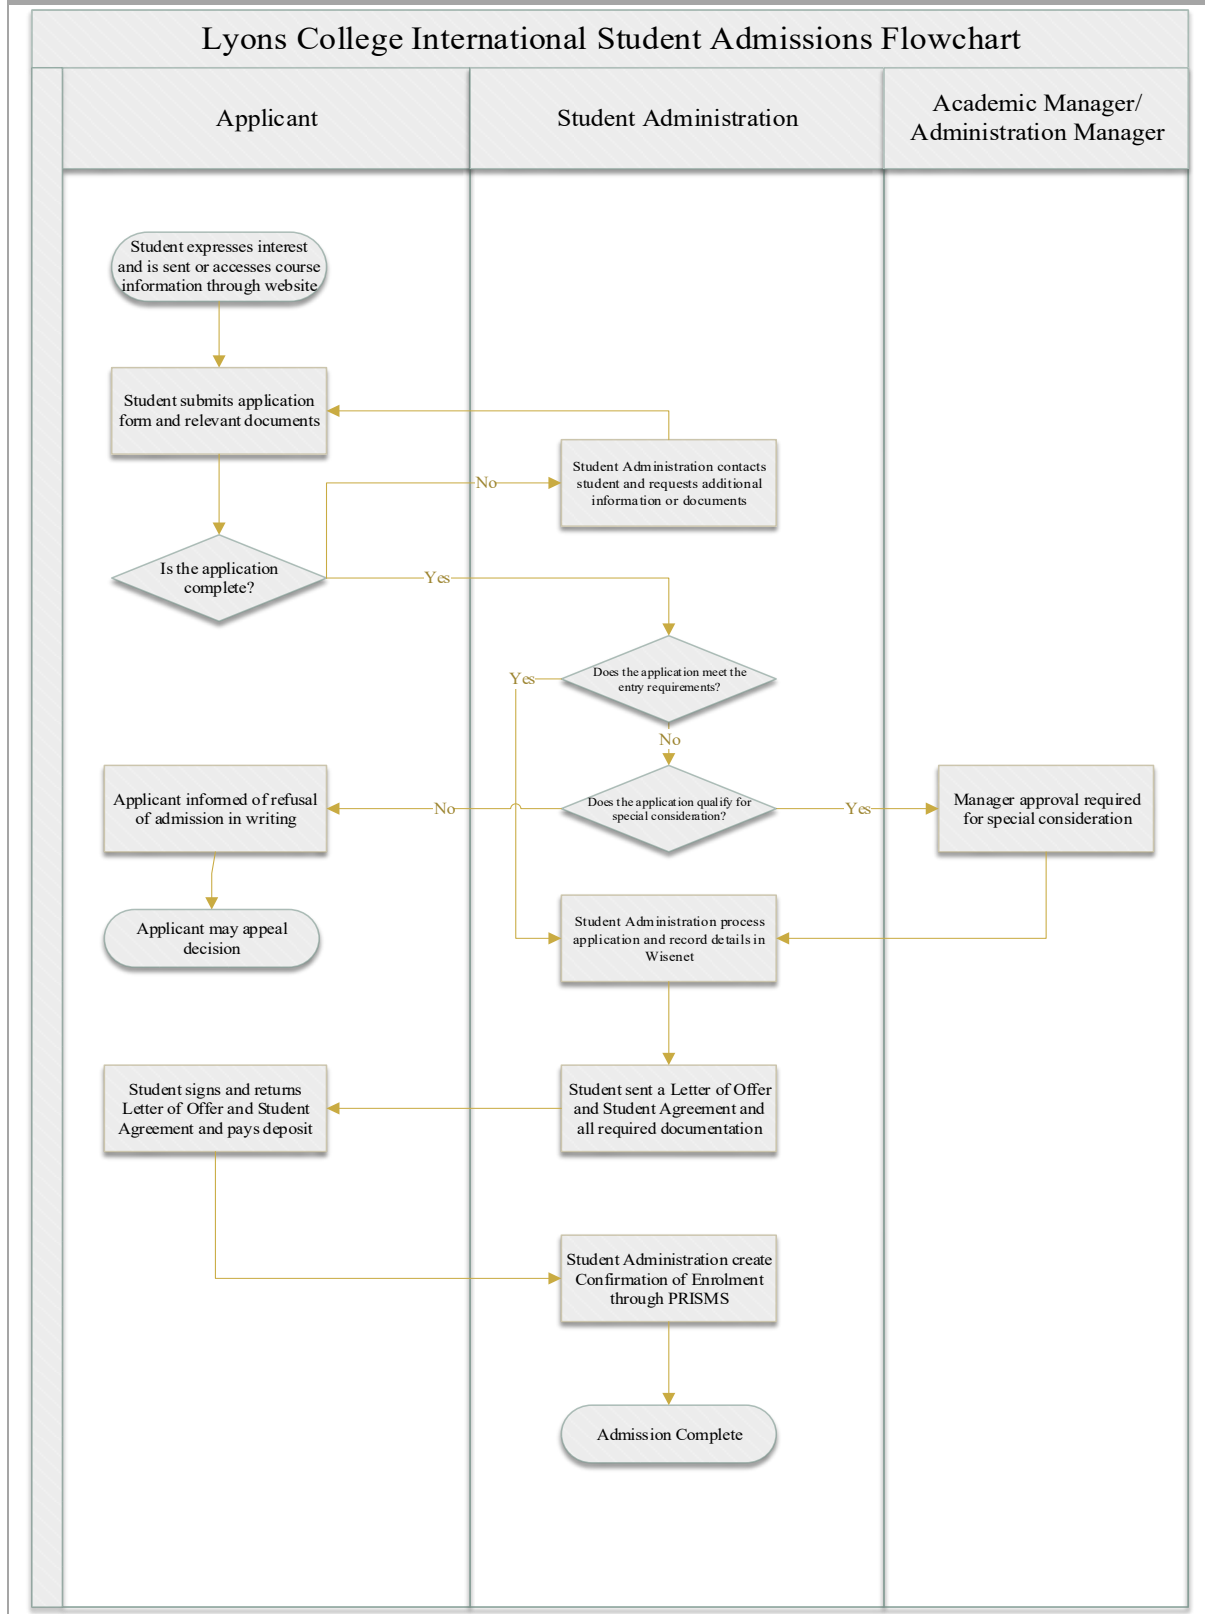 Lyons College International Student Admissions Flowchart
Applicant
Student Administration
Academic Manager/
Administration Manager
Student expresses interest
and is sent or accesses course
information through website
Student submits application
form and relevant documents
Student Administration contacts
student and requests additional
information or documents
No
Is the application
complete?
Yes
Does the application meet the
entry requirements?
Yes
No
Applicant informed of refusal
of admission in writing
No
Does the application qualify for
special consideration?
Yes
Manager approval required
for special consideration
Applicant may appeal
decision
Student Administration process
application and record details in
Wisenet
Student signs and returns
Letter of Offer and Student
Agreement and pays deposit
Student sent a Letter of Offer
and Student Agreement and
all required documentation
Student Administration create
Confirmation of Enrolment
through PRISMS
Admission Complete